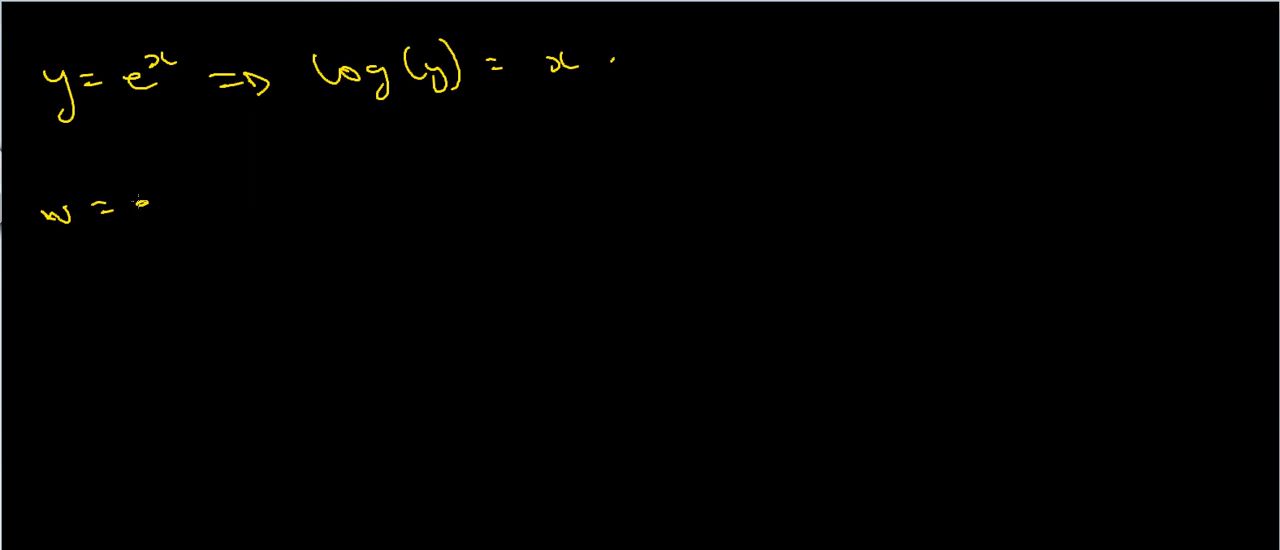 y = e^x ⇒ log(y) = x .
w =